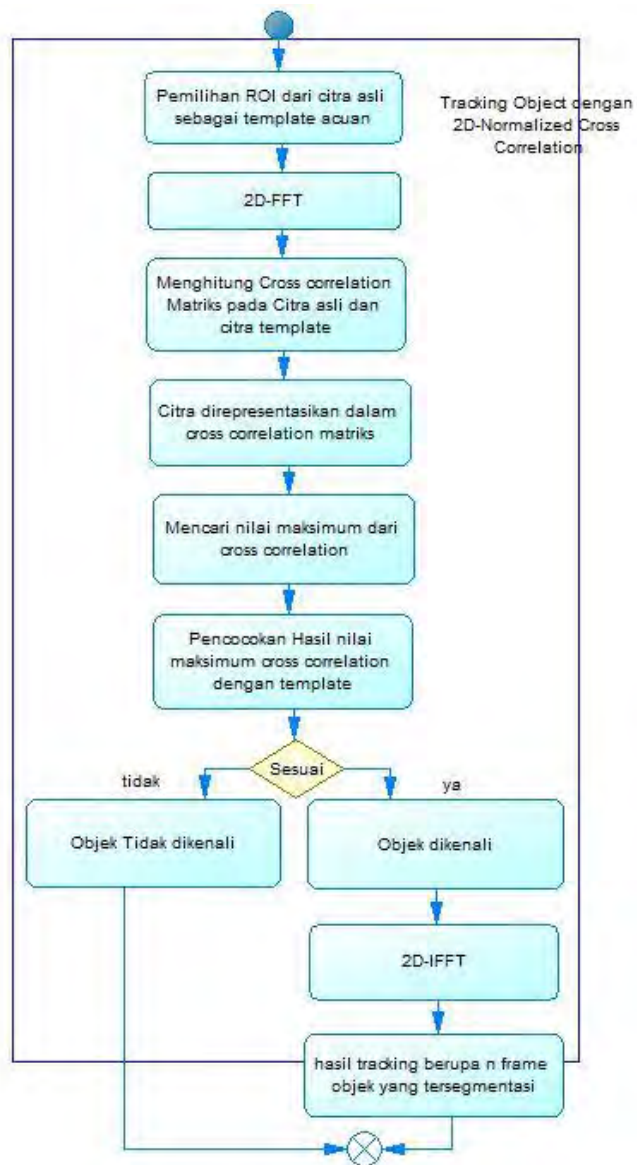 Pemilihan ROI dari citra asli
sebagai template acuan
Tracking Object dengan
2D-Normalized Cross
Correlation
2D-FFT
Menghitung Cross correlation
Matriks pada Citra asli dan
citra template
Citra direpresentasikan dalam
cross correlation matriks
Mencari nilai maksimum dari
cross correlation
Pencocokan Hasil nilai
maksimum cross correlation
dengan template
Sesuai
tidak
ya
Objek Tidak dikenali
Objek dikenali
2D-IFFT
hasil tracking berupa n frame
objek yang tersegmentasi